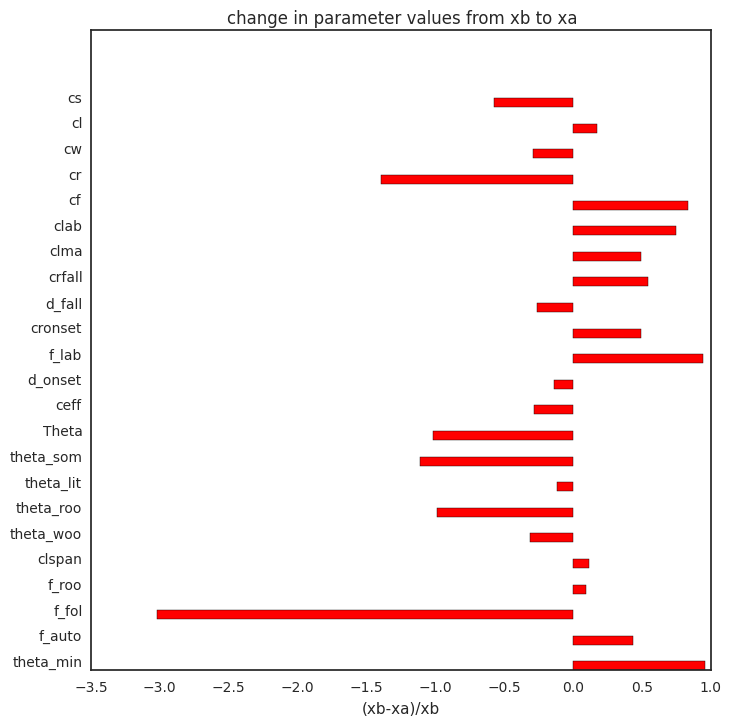 change in parameter values from xb to xa
cs
cl
cw
cr
cf
clab
clma
crfall
d_fall
cronset
f_lab
d_onset
ceff
Theta
theta_som
theta_lit
theta_roo
theta_woo
clspan
f_roo
f_fol
f_auto
theta_min
−3.5 −3.0 −2.5 −2.0 −1.5 −1.0 −0.5 0.0 0.5 1.0
(xb-xa)/xb